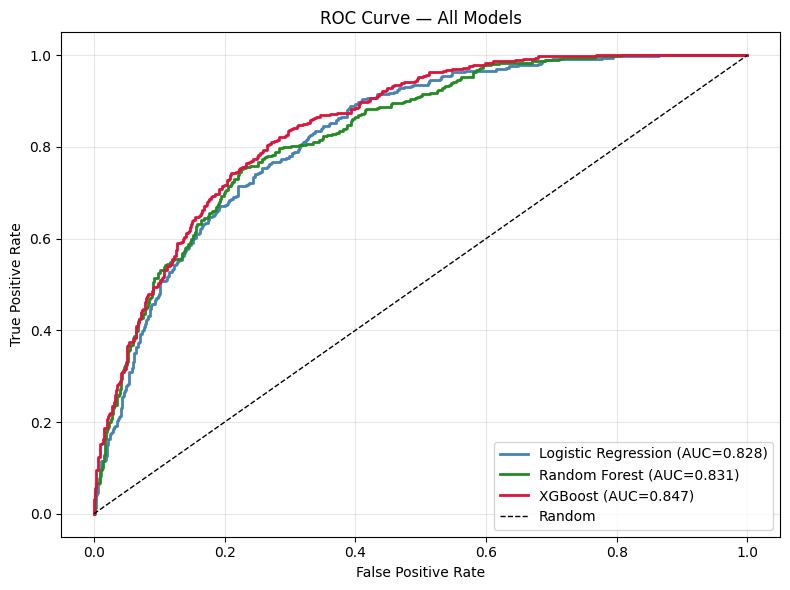 ROC Curve — All Models
True Positive Rate
1.0
0.8
0.6
0.4
0.2
0.0
Logistic Regression (AUC=0.828)
Random Forest (AUC=0.831)
XGBoost (AUC=0.847)
Random
0.0 0.2 0.4 0.6 0.8 1.0
False Positive Rate